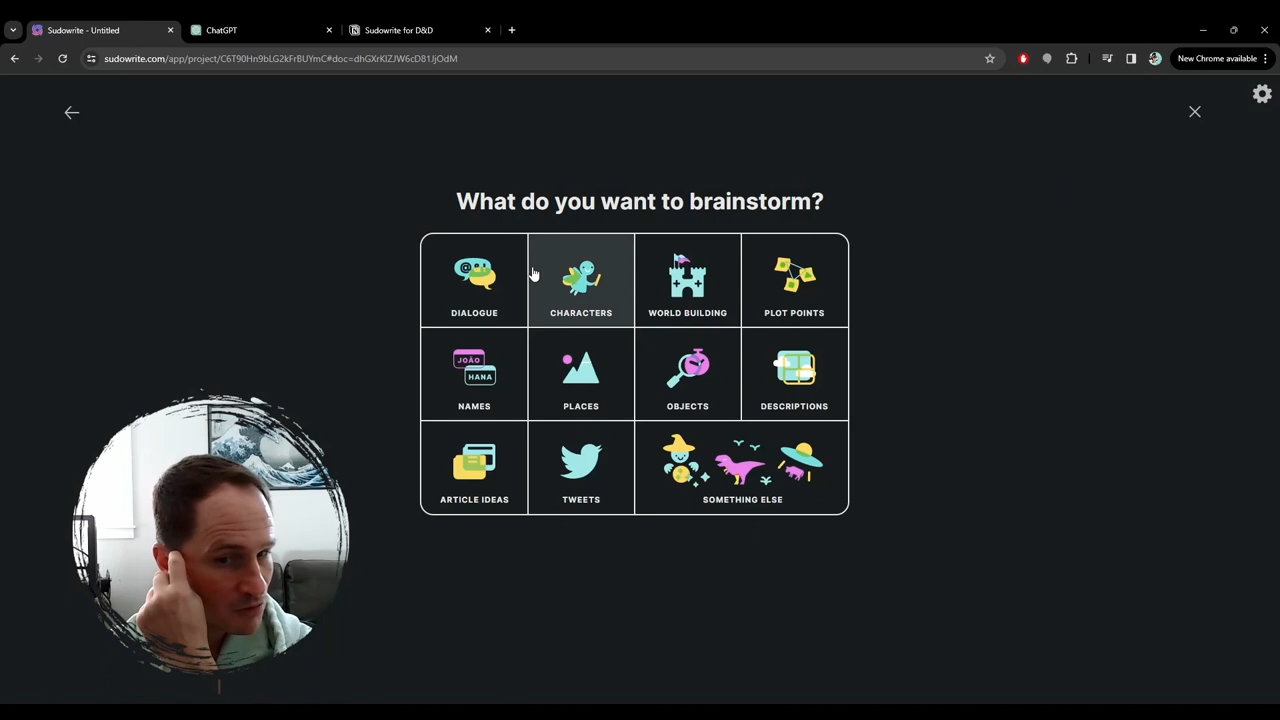 Sudowrite - Untitled
ChatGPT
Sudowrite for D&D
sudowrite.com/app/project/C6T90Hn9bLG2kFrBUYmC#doc=dhGXrKIZJW6cD81JjOdM
New Chrome available
What do you want to brainstorm?
DIALOGUE
CHARACTERS
WORLD BUILDING
PLOT POINTS
JOÃO
HANA
NAMES
PLACES
OBJECTS
DESCRIPTIONS
ARTICLE IDEAS
TWEETS
SOMETHING ELSE